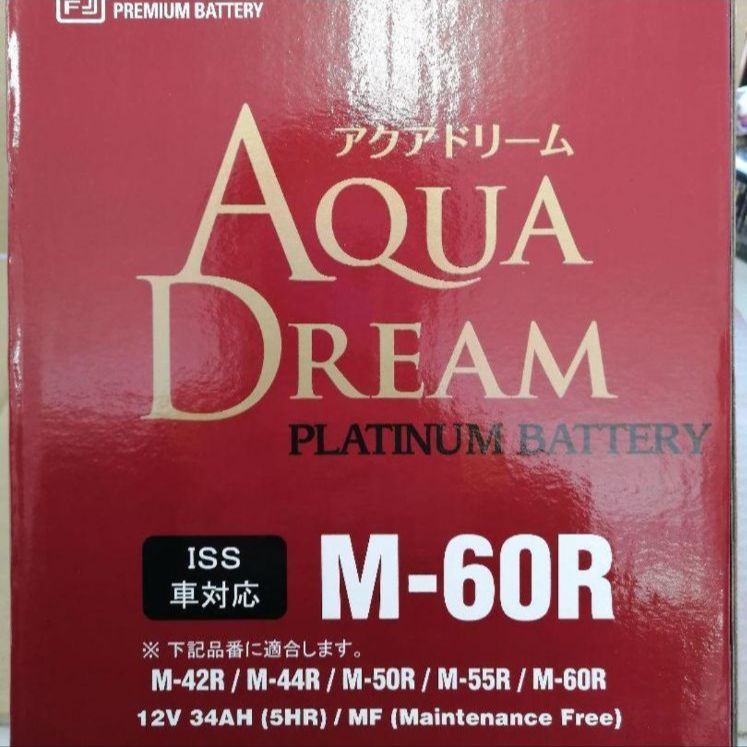 FJ
PREMIUM BATTERY
アクアドリーム
AQUA
DREAM
PLATINUM BATTERY
ISS
車対応
M-60R
※ 下記品番に適合します。
M-42R / M-44R / M-50R / M-55R / M-60R
12V 34AH (5HR) / MF (Maintenance Free)